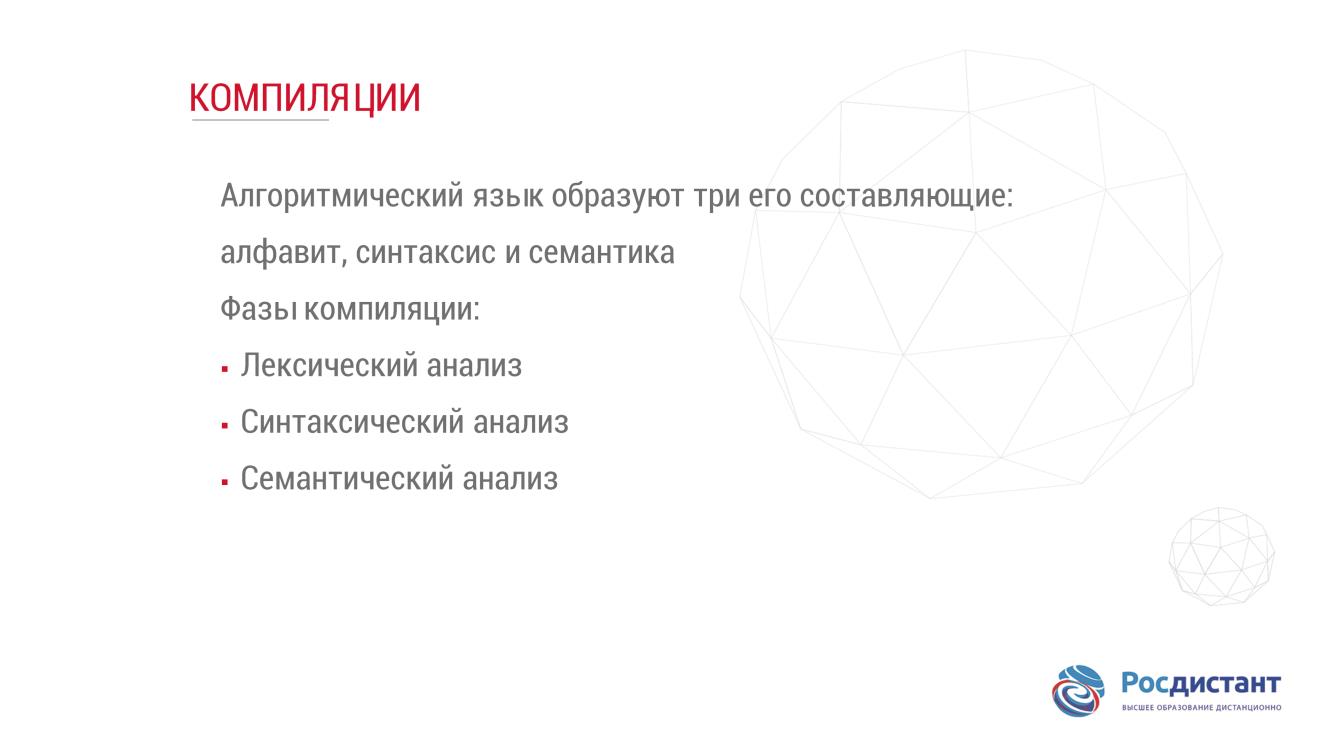 КОМПИЛЯЦИИ
Алгоритмический язык образуют три его составляющие:
алфавит, синтаксис и семантика
Фазы компиляции:
▪ Лексический анализ
▪ Синтаксический анализ
▪ Семантический анализ
Росдистант
ВЫСШЕЕ ОБРАЗОВАНИЕ ДИСТАНЦИОННО